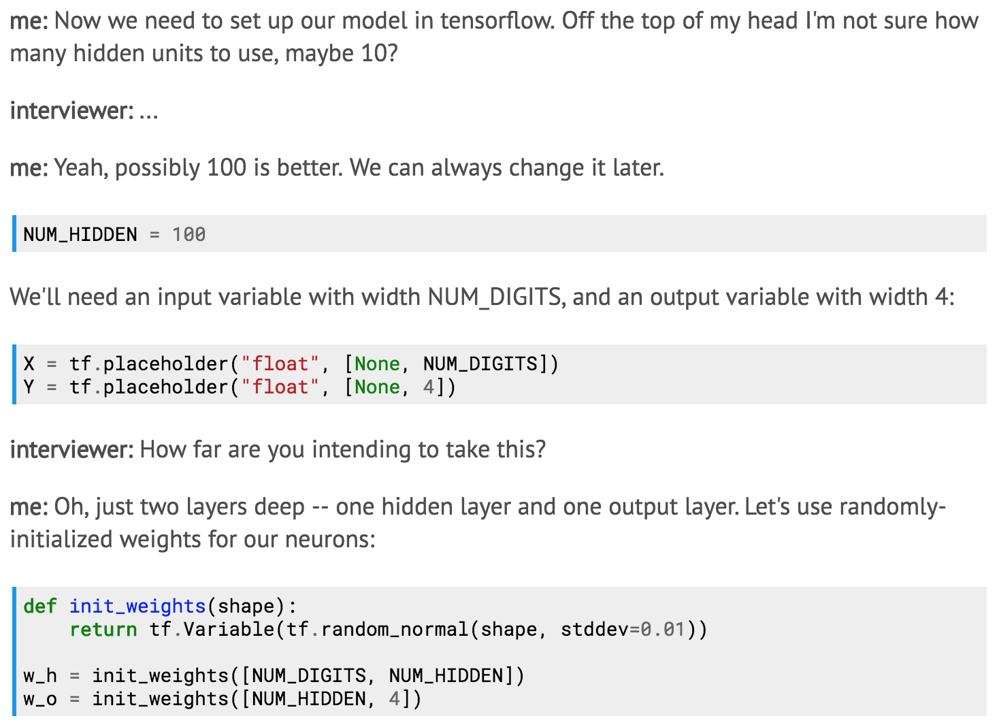 me: Now we need to set up our model in tensorflow. Off the top of my head I'm not sure how
many hidden units to use, maybe 10?
interviewer: ...
me: Yeah, possibly 100 is better. We can always change it later.
NUM_HIDDEN = 100
We'll need an input variable with width NUM_DIGITS, and an output variable with width 4:
X = tf.placeholder("float", [None, NUM_DIGITS])
Y = tf.placeholder("float", [None, 4])
interviewer: How far are you intending to take this?
me: Oh, just two layers deep -- one hidden layer and one output layer. Let's use randomly-
initialized weights for our neurons:
def init_weights(shape):
    return tf.Variable(tf.random_normal(shape, stddev=0.01))
w_h = init_weights([NUM_DIGITS, NUM_HIDDEN])
w_o = init_weights([NUM_HIDDEN, 4])